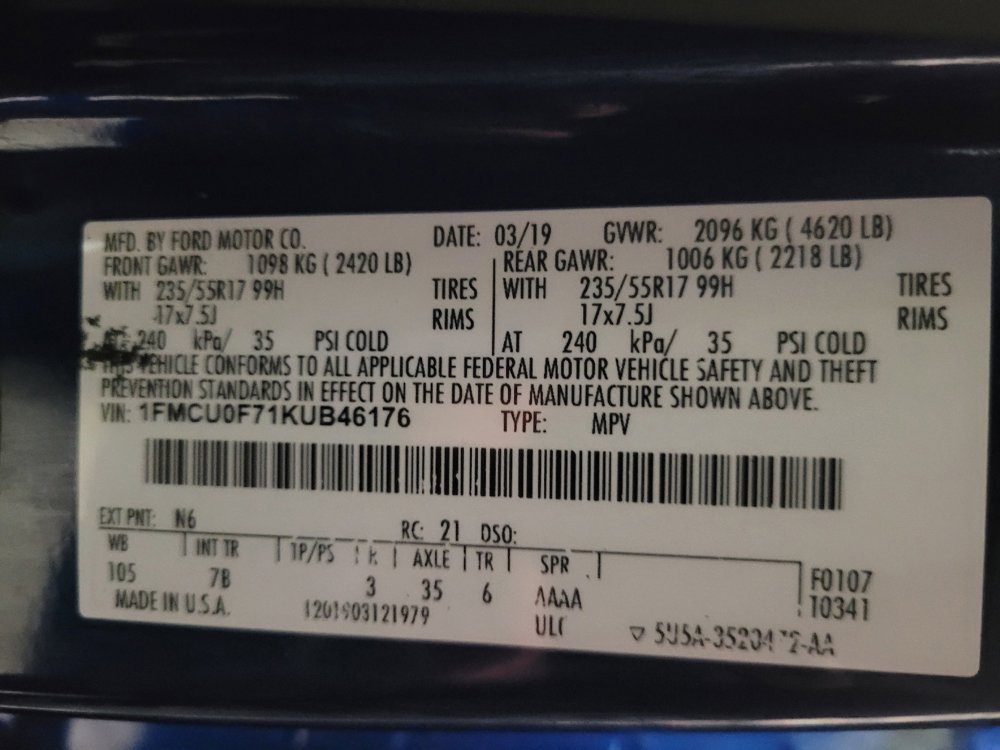 MFD. BY FORD MOTOR CO. DATE: 03/19 GVWR: 2096 KG ( 4620 LB)
FRONT GAWR: 1098 KG ( 2420 LB) REAR GAWR: 1006 KG ( 2218 LB)
WITH 235/55R17 99H TIRES WITH 235/55R17 99H TIRES
17x7.5J RIMS 17x7.5J RIMS
240 kPa/ 35 PSI COLD AT 240 kPa/ 35 PSI COLD
THIS VEHICLE CONFORMS TO ALL APPLICABLE FEDERAL MOTOR VEHICLE SAFETY AND THEFT
PREVENTION STANDARDS IN EFFECT ON THE DATE OF MANUFACTURE SHOWN ABOVE.
VIN: 1FMCU0F71KUB46176 TYPE: MPV
EXT PNT: N6 RC: 21 DSO:
WB INT TR TP/PS R AXLE TR SPR
105 7B 3 35 6 AAAA F0107
MADE IN U.S.A. 1201903121979 T0341